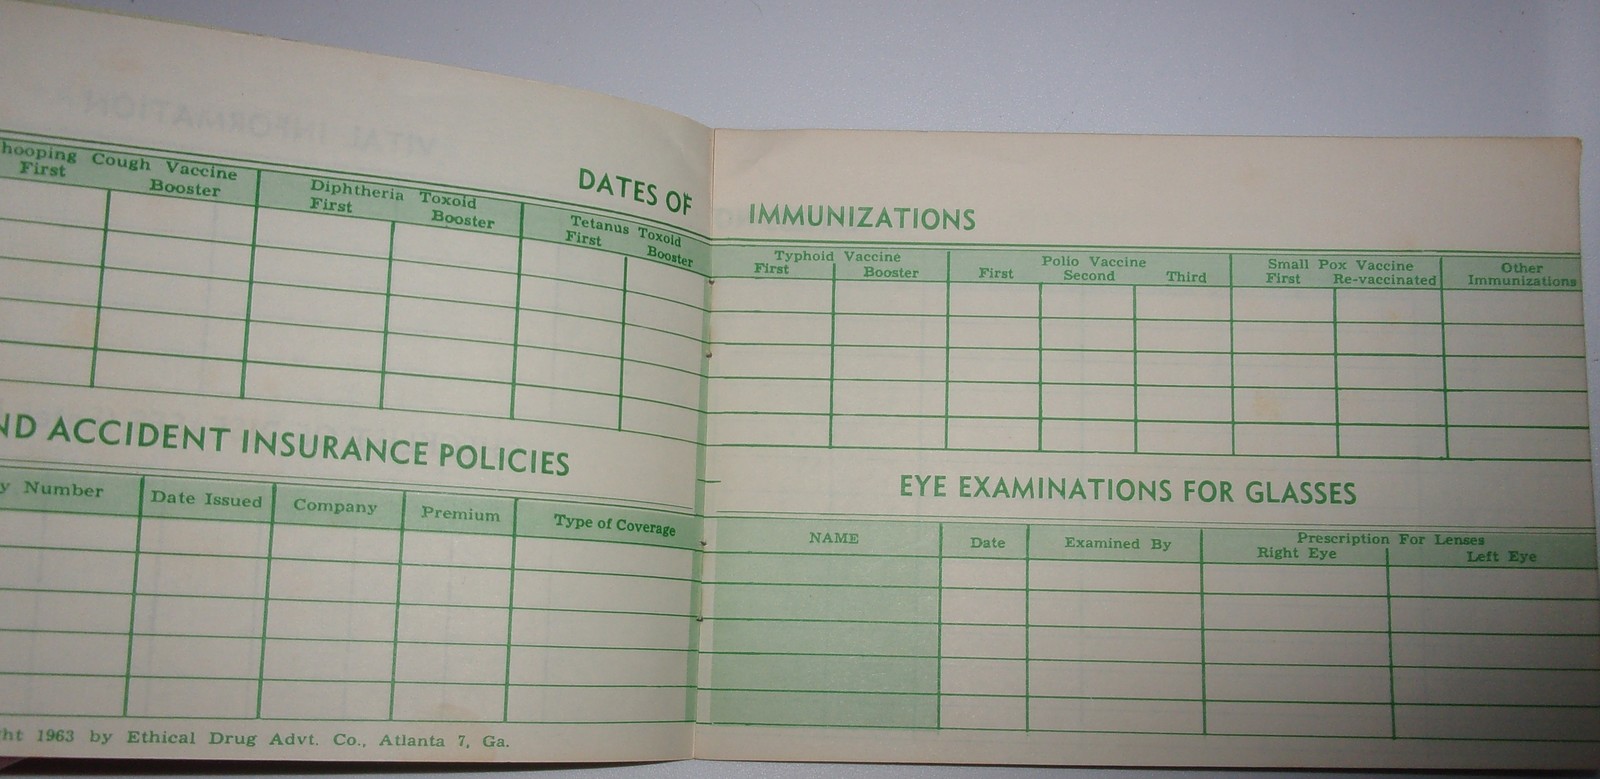 DATES OF IMMUNIZATIONS
hooping Cough Vaccine
First Booster
Diphtheria Toxoid
First Booster
Tetanus Toxoid
First Booster
Typhoid Vaccine
First Booster
Polio Vaccine
First Second Third
Small Pox Vaccine
First Re-vaccinated
Other
Immunizations
ND ACCIDENT INSURANCE POLICIES
y Number Date Issued Company Premium Type of Coverage
ht 1963 by Ethical Drug Advt. Co., Atlanta 7, Ga.
EYE EXAMINATIONS FOR GLASSES
NAME Date Examined By
Prescription For Lenses
Right Eye Left Eye
VITAL INFORMATION